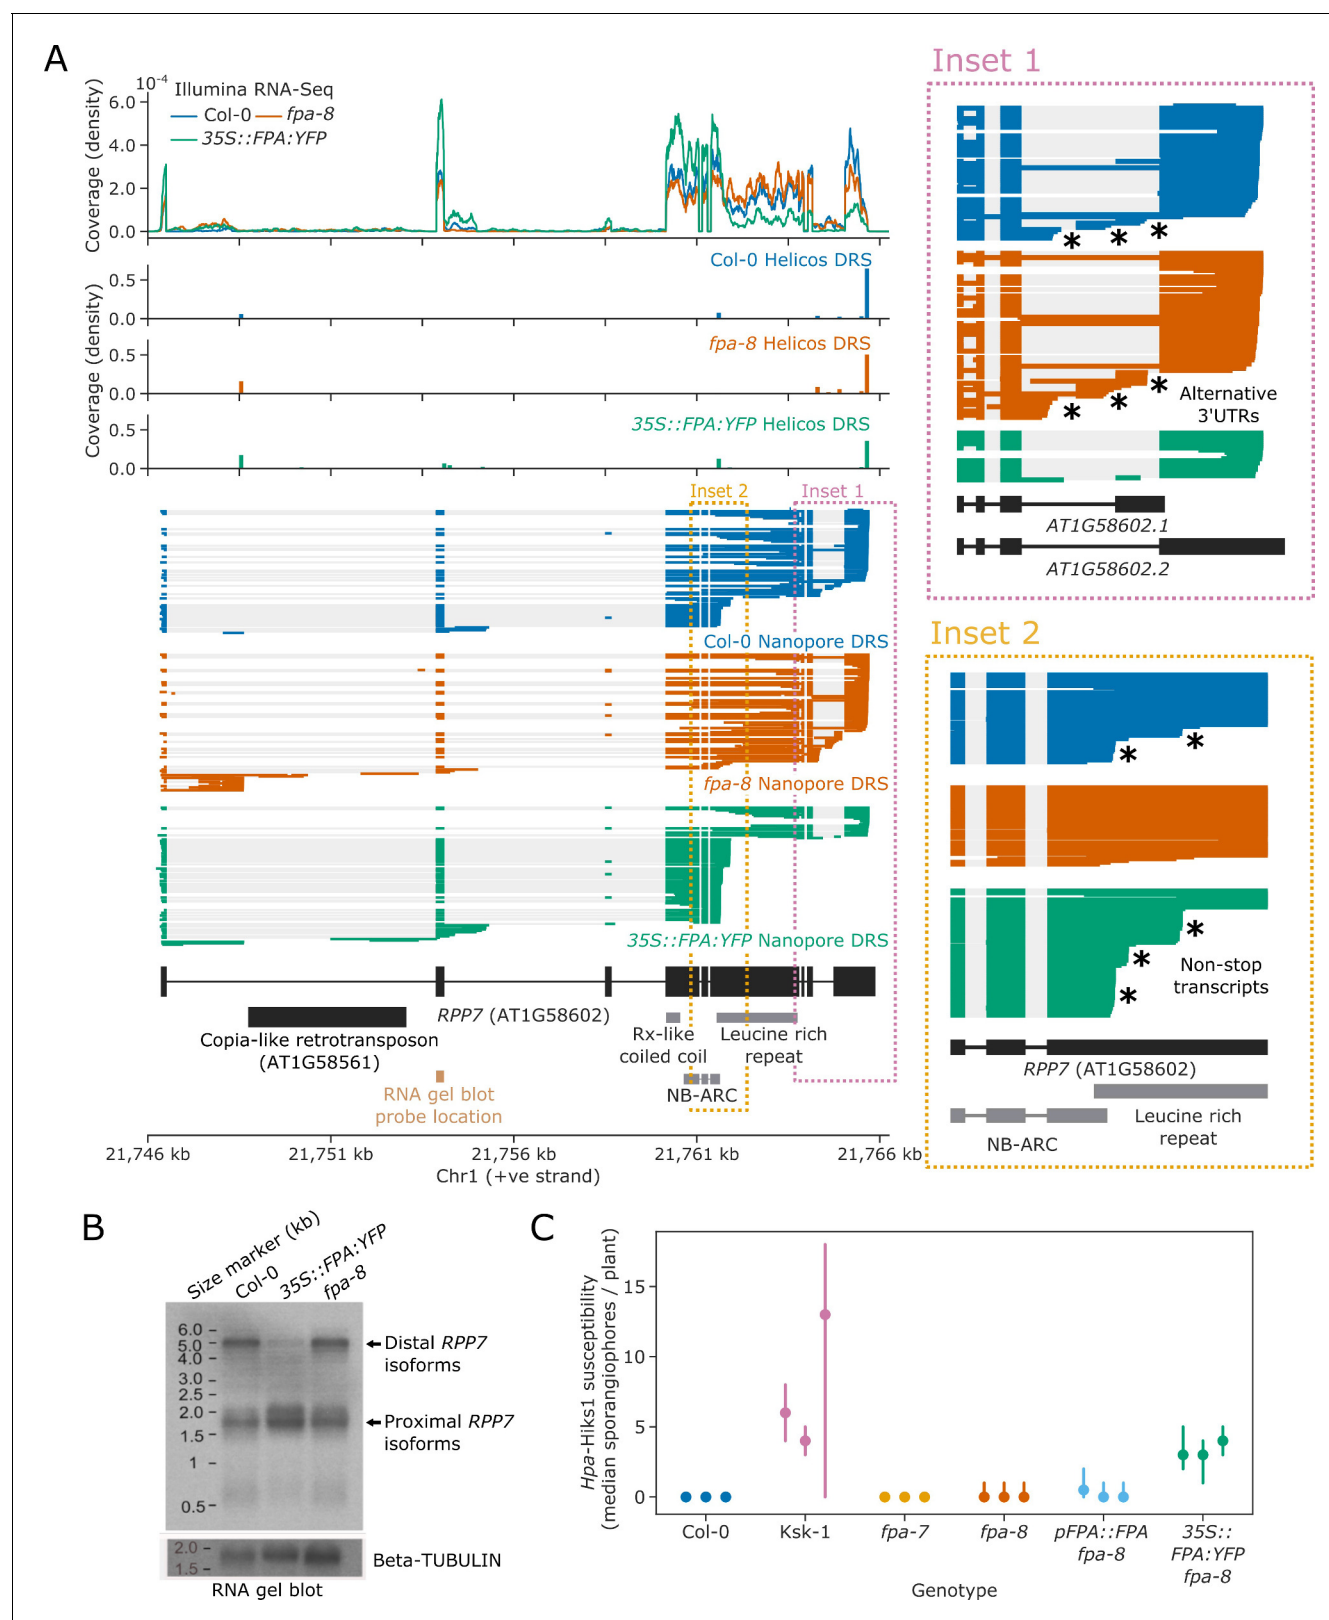 A
10-4
Illumina RNA-Seq
Col-0
fpa-8
35S::FPA:YFP
6.0
4.0
2.0
0.0
Coverage (density)
Col-0 Helicos DRS
0.5
0.0
fpa-8 Helicos DRS
0.5
0.0
35S::FPA:YFP Helicos DRS
0.5
0.0
Coverage (density)
Inset 2
Inset 1
Col-0 Nanopore DRS
fpa-8 Nanopore DRS
35S::FPA:YFP Nanopore DRS
RPP7 (AT1G58602)
Copia-like retrotransposon
(AT1G58561)
Rx-like
coiled coil
Leucine rich
repeat
NB-ARC
RNA gel blot
probe location
21,746 kb
21,751 kb
21,756 kb
21,761 kb
21,766 kb
Chr1 (+ve strand)
Inset 1
* * *
* * *
Alternative
3'UTRs
AT1G58602.1
AT1G58602.2
Inset 2
* *
*
*
*
Non-stop
transcripts
RPP7 (AT1G58602)
Leucine rich
repeat
NB-ARC
B
Size marker (kb)
Col-0
35S::FPA:YFP
fpa-8
6.0
5.0
4.0
3.0
2.5
2.0
1.5
1
0.5
Distal RPP7
isoforms
Proximal RPP7
isoforms
2.0
1.5
Beta-TUBULIN
RNA gel blot
C
Hpa-Hiks1 susceptibility
(median sporangiophores / plant)
15
10
5
0
Col-0
Ksk-1
fpa-7
fpa-8
pFPA::FPA
fpa-8
35S::
FPA:YFP
fpa-8
Genotype